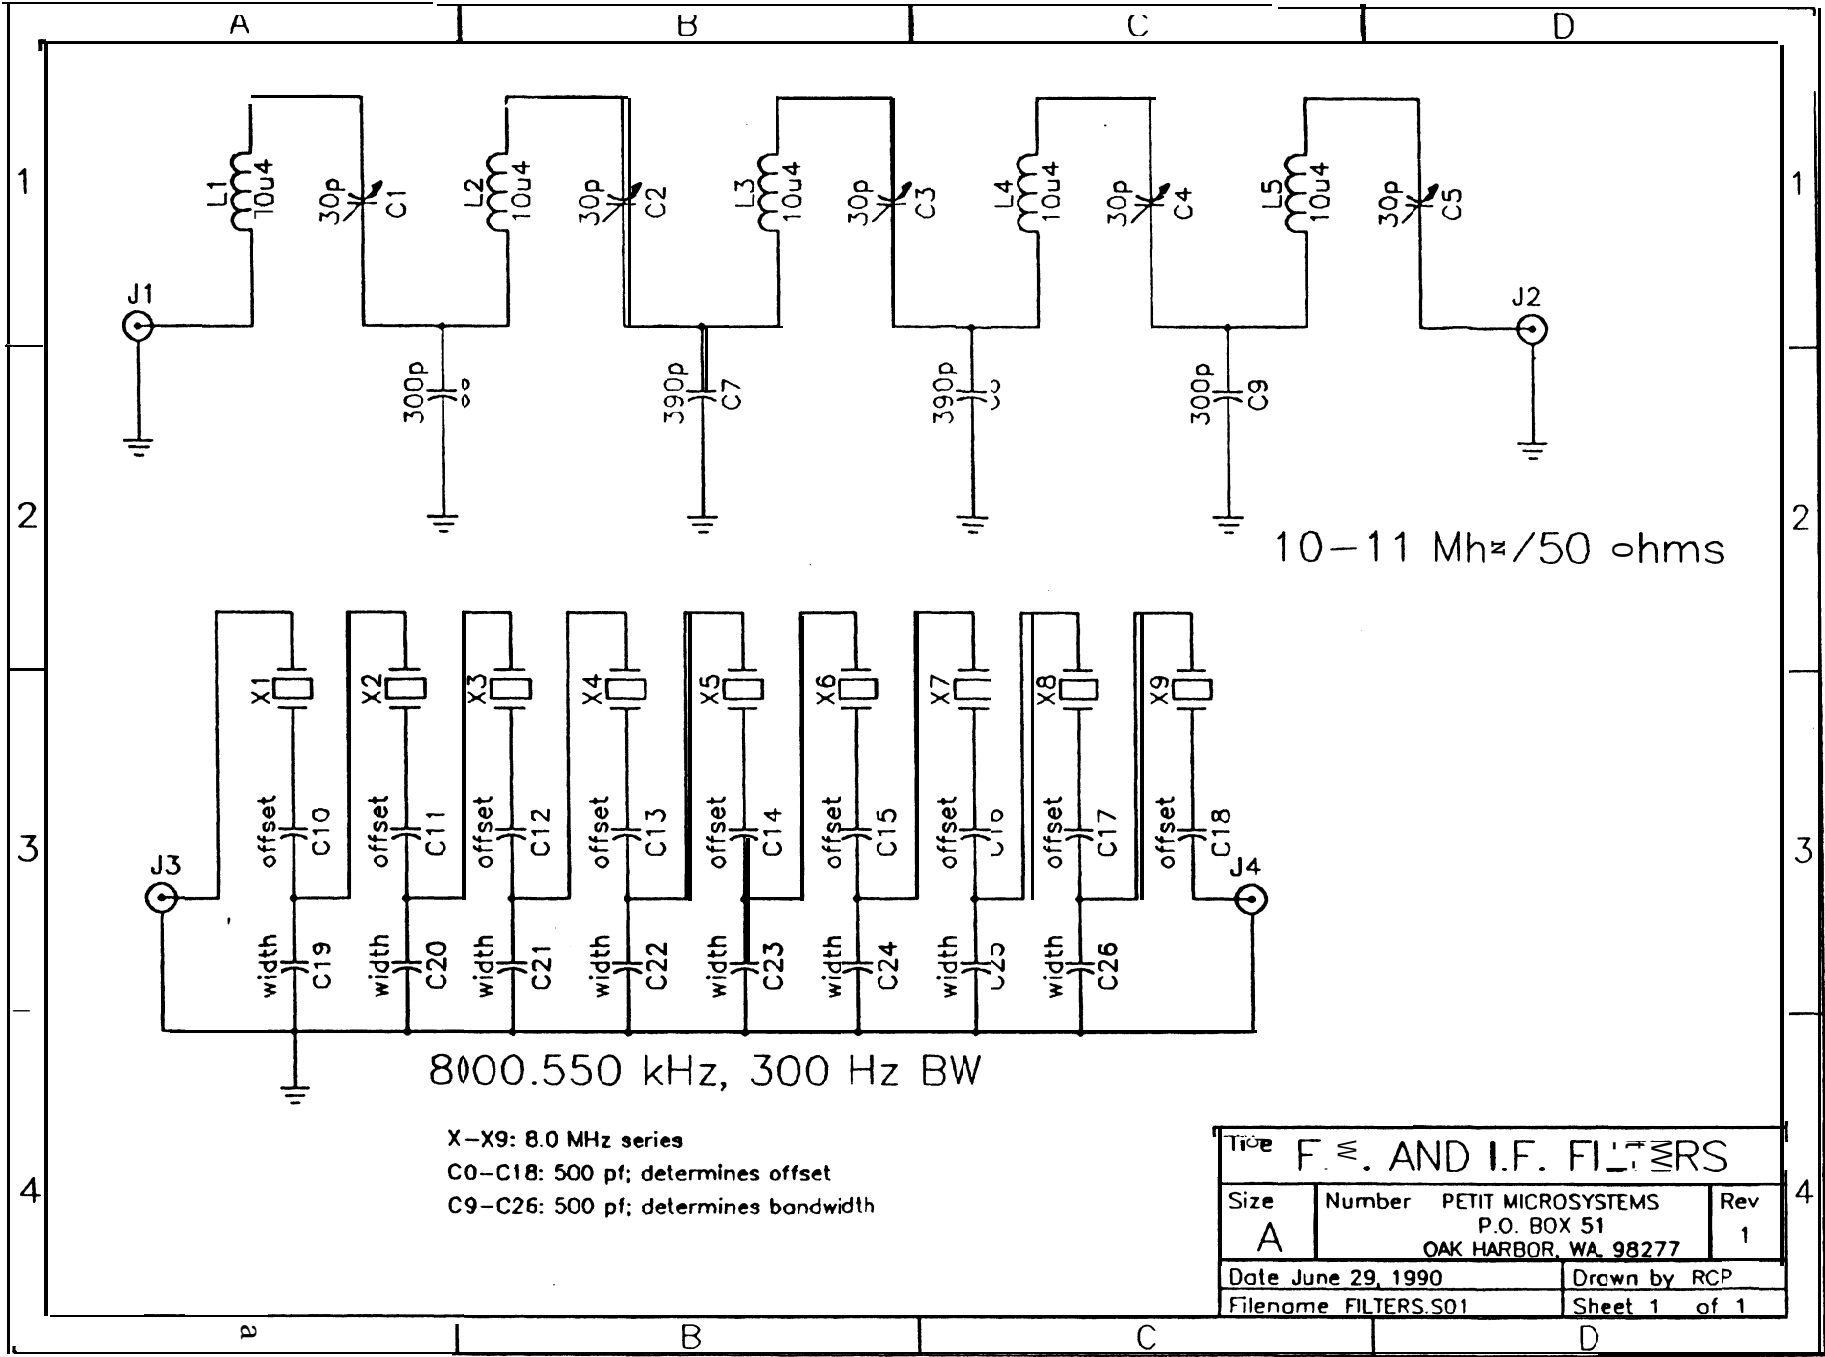 A B C D
1 1
L1 10u4 30p C1 L2 10u4 30p C2 L3 10u4 30p C3 L4 10u4 30p C4 L5 10u4 30p C5
J1 J2
300p 390p C7 390p 300p C9
2 2
10-11 Mhz/50 ohms
X1 X2 X3 X4 X5 X6 X7 X8 X9
offset C10 offset C11 offset C12 offset C13 offset C14 offset C15 offset C16 offset C17 offset C18
3 3
J3 J4
width C19 width C20 width C21 width C22 width C23 width C24 width C25 width C26
8000.550 kHz, 300 Hz BW
X-X9: 8.0 MHz series
C0-C18: 500 pf; determines offset
C9-C26: 500 pf; determines bandwidth
4 4
F. AND I.F. FILTERS
Size Number PETIT MICROSYSTEMS Rev
P.O. BOX 51
A 1
OAK HARBOR, WA. 98277
Date June 29, 1990 Drawn by RCP
Filename FILTERS.S01 Sheet 1 of 1
a B C D